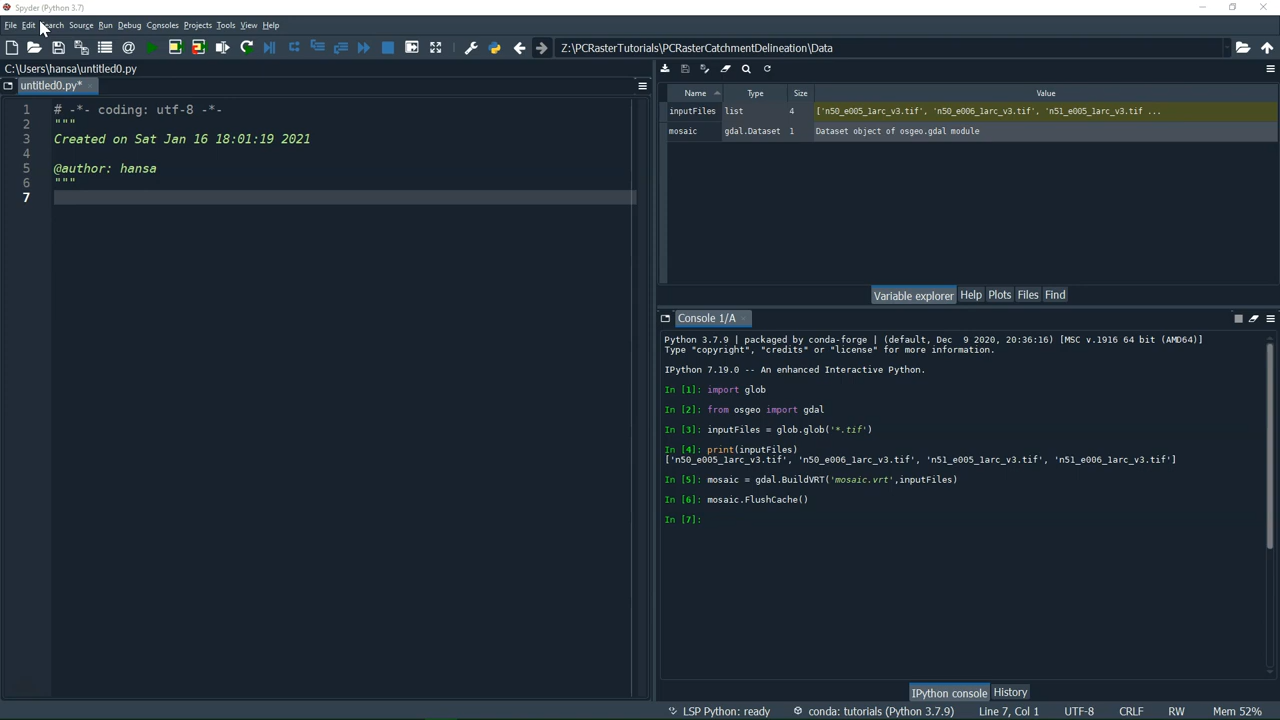 Spyder (Python 3.7)
File Edit Search Source Run Debug Consoles Projects Tools View Help
Z:\PCRasterTutorials\PCRasterCatchmentDelineation\Data
C:\Users\hansa\untitled0.py
untitled0.py*
1 # -*- coding: utf-8 -*-
2 """
3 Created on Sat Jan 16 18:01:19 2021
4
5 @author: hansa
6 """
7
Name Type Size Value
inputFiles list 4 ['n50_e005_1arc_v3.tif', 'n50_e006_1arc_v3.tif', 'n51_e005_1arc_v3.tif ...
mosaic gdal.Dataset 1 Dataset object of osgeo.gdal module
Variable explorer Help Plots Files Find
Console 1/A
Python 3.7.9 | packaged by conda-forge | (default, Dec  9 2020, 20:36:16) [MSC v.1916 64 bit (AMD64)]
Type "copyright", "credits" or "license" for more information.
IPython 7.19.0 -- An enhanced Interactive Python.
In [1]: import glob
In [2]: from osgeo import gdal
In [3]: inputFiles = glob.glob('*.tif')
In [4]: print(inputFiles)
['n50_e005_1arc_v3.tif', 'n50_e006_1arc_v3.tif', 'n51_e005_1arc_v3.tif', 'n51_e006_1arc_v3.tif']
In [5]: mosaic = gdal.BuildVRT('mosaic.vrt',inputFiles)
In [6]: mosaic.FlushCache()
In [7]:
IPython console History
LSP Python: ready conda: tutorials (Python 3.7.9) Line 7, Col 1 UTF-8 CRLF RW Mem 52%